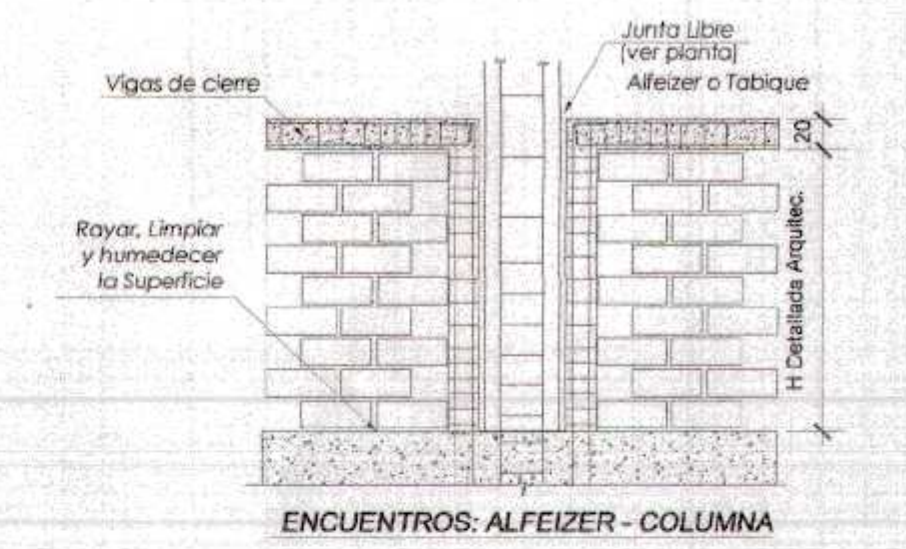 Junta Libre
(ver planta)
Alfeizer o Tabique
Vigas de cierre
20
Rayar, Limpiar
y humedecer
la Superficie
H Detallada Arquitec.
ENCUENTROS: ALFEIZER - COLUMNA